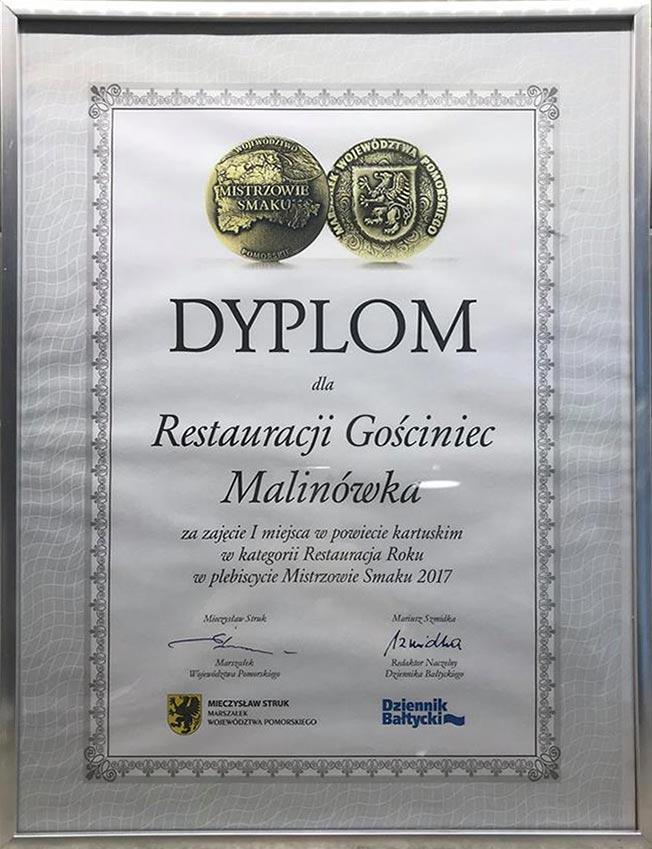 WOJEWÓDZTWO
MISTRZOWIE
SMAKU
POMORSKIE
MARSZAŁEK WOJEWÓDZTWA POMORSKIEGO
DYPLOM
dla
Restauracji Gościniec
Malinówka
za zajęcie I miejsca w powiecie kartuskim
w kategorii Restauracja Roku
w plebiscycie Mistrzowie Smaku 2017
Mieczysław Struk
Marszałek
Województwa Pomorskiego
Mariusz Szmidka
Szmidka
Redaktor Naczelny
Dziennika Bałtyckiego
MIECZYSŁAW STRUK
MARSZAŁEK
WOJEWÓDZTWA POMORSKIEGO
Dziennik
Bałtycki